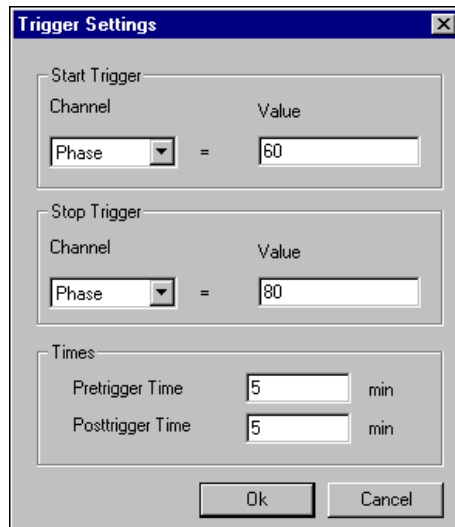 Trigger Settings
Start Trigger
Channel Value
Phase = 60
Stop Trigger
Channel Value
Phase = 80
Times
Pretrigger Time 5 min
Posttrigger Time 5 min
Ok Cancel